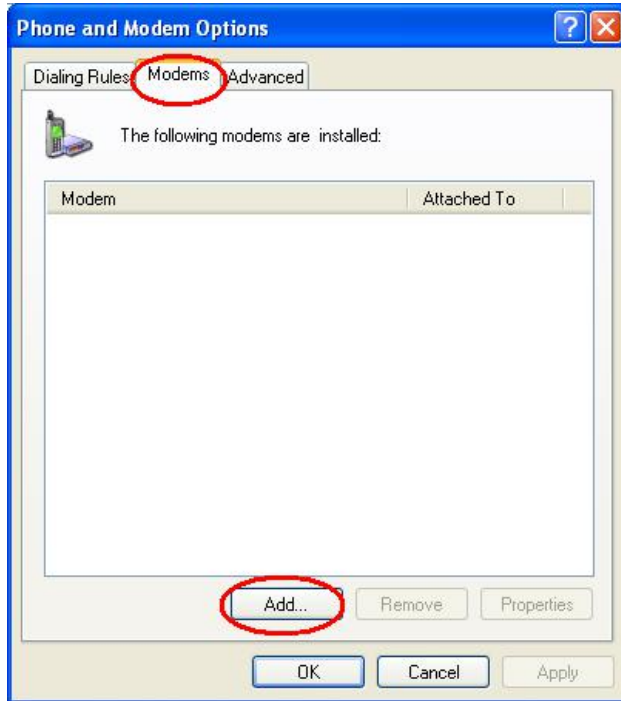 Phone and Modem Options
Dialing Rules Modems Advanced
The following modems are installed:
Modem Attached To
Add... Remove Properties
OK Cancel Apply